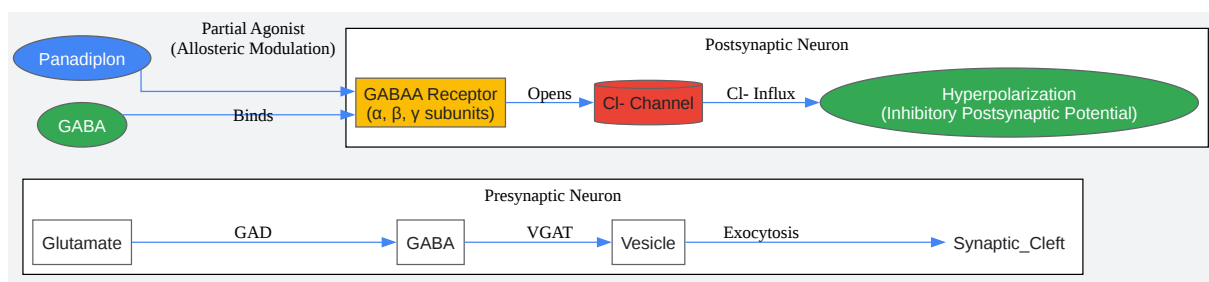 Partial Agonist
(Allosteric Modulation)
Panadiplon
GABA
Binds
Postsynaptic Neuron
GABAA Receptor
(α, β, γ subunits)
Opens
Cl- Channel
Cl- Influx
Hyperpolarization
(Inhibitory Postsynaptic Potential)
Presynaptic Neuron
Glutamate
GAD
GABA
VGAT
Vesicle
Exocytosis
Synaptic_Cleft